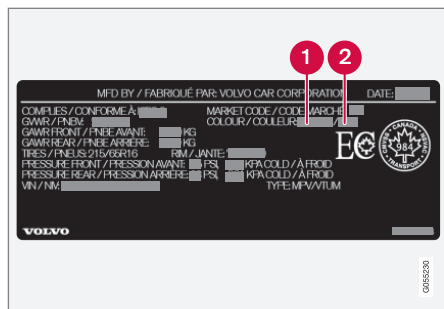 1 2
MFD BY / FABRIQUÉ PAR: VOLVO CAR CORPORATION DATE:
COMPLIES / CONFORME À: MARKET CODE / CODE MARCHÉ:
GVWR / PNBV: COLOUR / COULEUR: /
GAWR FRONT / PNBE AVANT: KG
GAWR REAR / PNBE ARRIÈRE: KG
TIRES / PNEUS: 215/65R16 RIM / JANTE:
PRESSURE FRONT / PRESSION AVANT: PSI, KPA COLD / À FROID
PRESSURE REAR / PRESSION ARRIÈRE: PSI, KPA COLD / À FROID
VIN / NIV: TYPE: MPV/VTUM
EC
CANADA
984
TRANSPORT
VOLVO
G055230